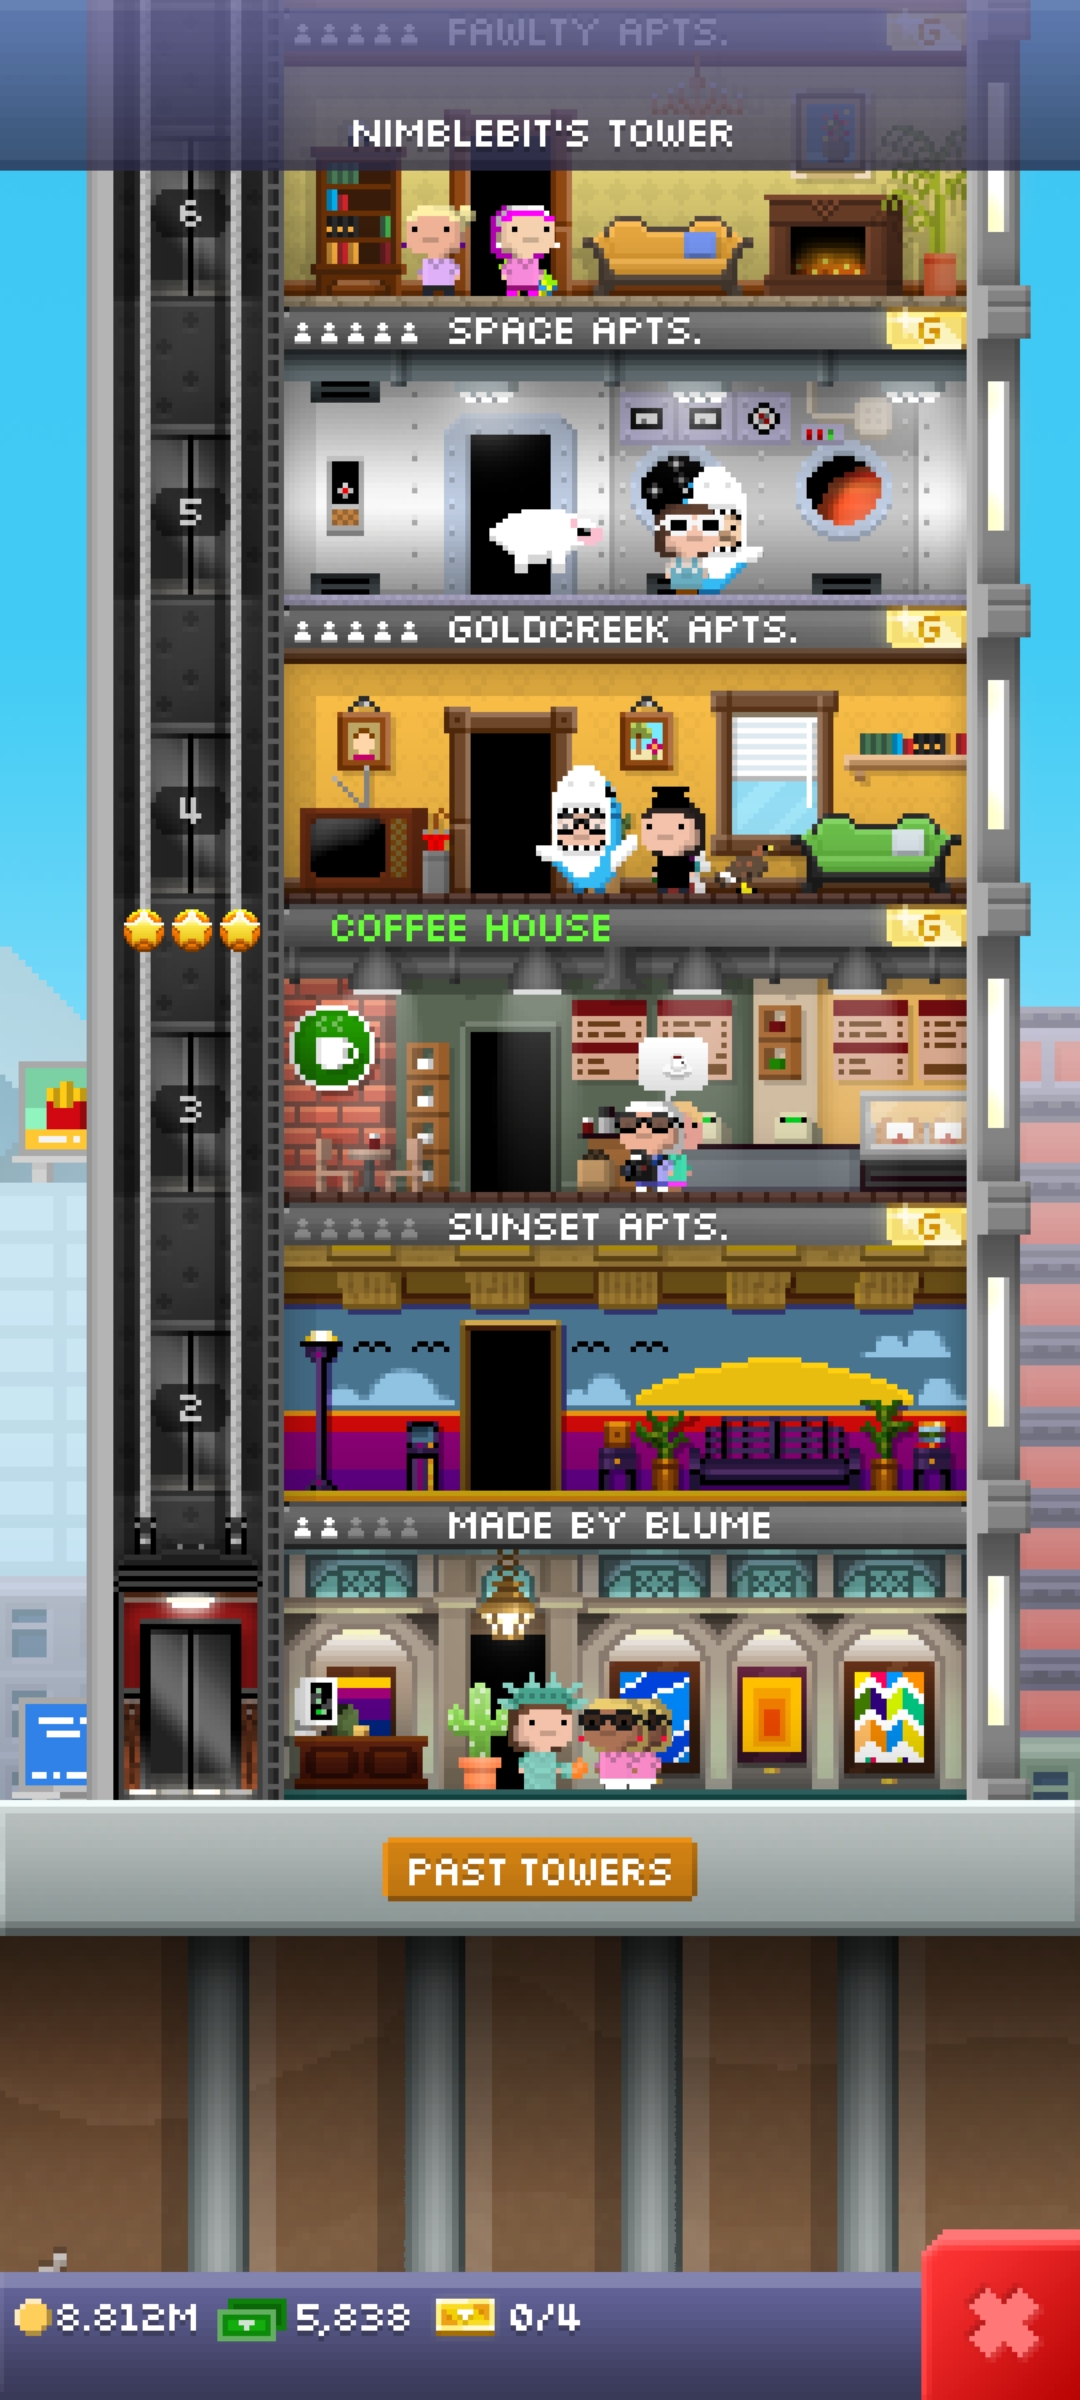 FAWLTY APTS. G
NIMBLEBIT'S TOWER
6
SPACE APTS. G
5
GOLDCREEK APTS. G
4
COFFEE HOUSE G
3
SUNSET APTS. G
2
MADE BY BLUME
PAST TOWERS
8.812M 5,838 0/4